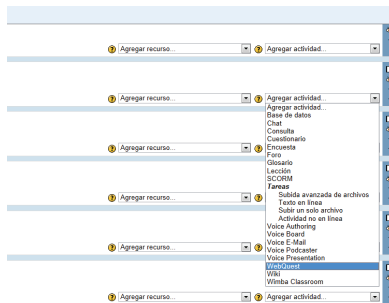 Agregar recurso... Agregar actividad...
Agregar recurso... Agregar actividad...
Agregar actividad...
Base de datos
Chat
Consulta
Cuestionario
Agregar recurso... Encuesta
Foro
Glosario
Lección
SCORM
Tareas
Agregar recurso... Subida avanzada de archivos
Texto en línea
Subir un solo archivo
Actividad no en línea
Voice Authoring
Voice Board
Agregar recurso... Voice E-Mail
Voice Podcaster
Voice Presentation
WebQuest
Wiki
Wimba Classroom
Agregar recurso... Agregar actividad...